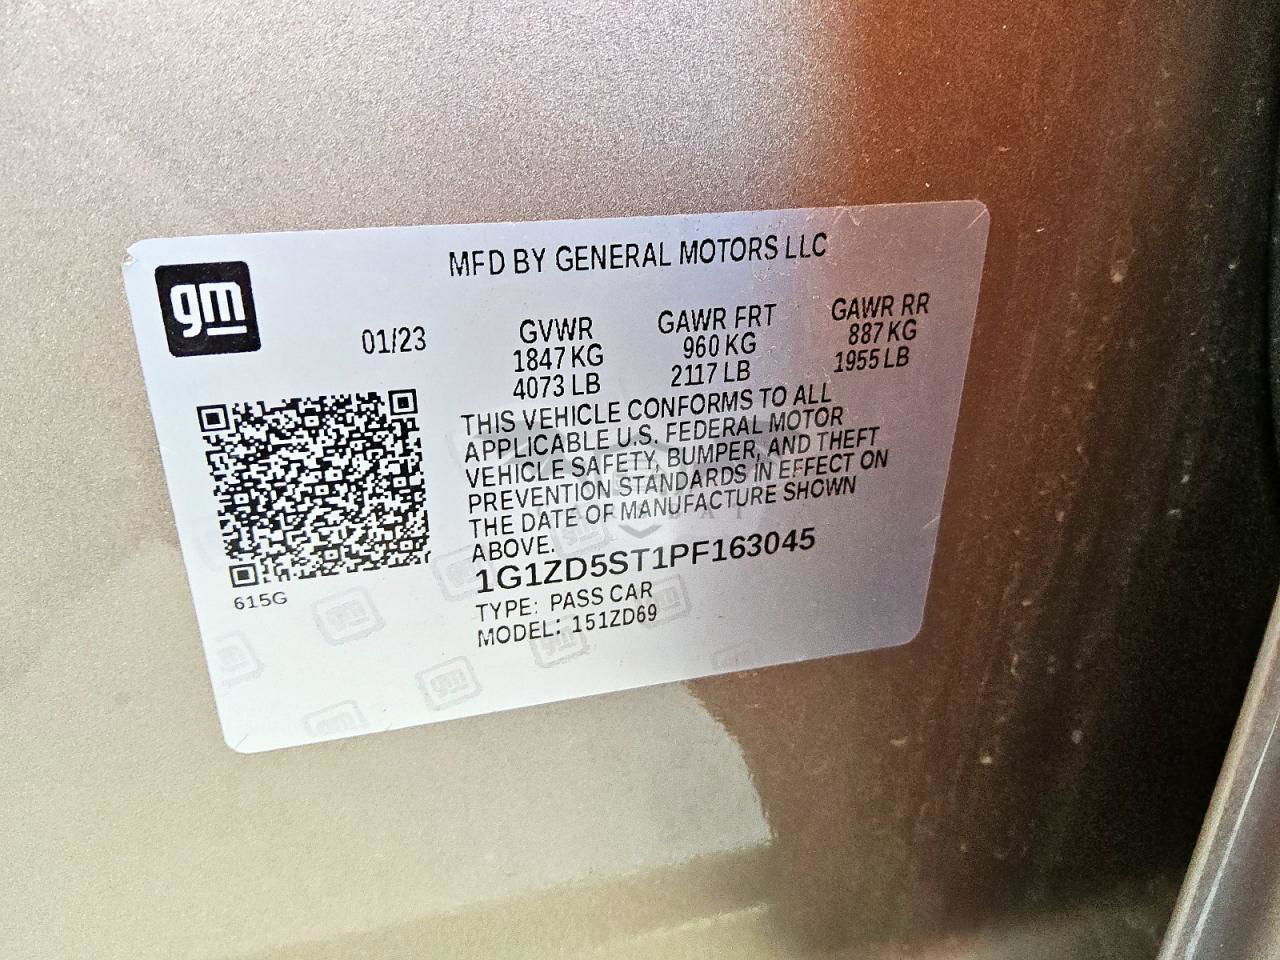 gm
MFD BY GENERAL MOTORS LLC
01/23
GVWR
1847 KG
4073 LB
GAWR FRT
960 KG
2117 LB
GAWR RR
887 KG
1955 LB
THIS VEHICLE CONFORMS TO ALL
APPLICABLE U.S. FEDERAL MOTOR
VEHICLE SAFETY, BUMPER, AND THEFT
PREVENTION STANDARDS IN EFFECT ON
THE DATE OF MANUFACTURE SHOWN
ABOVE.
1G1ZD5ST1PF163045
TYPE: PASS CAR
MODEL: 151ZD69
615G
gm
gm